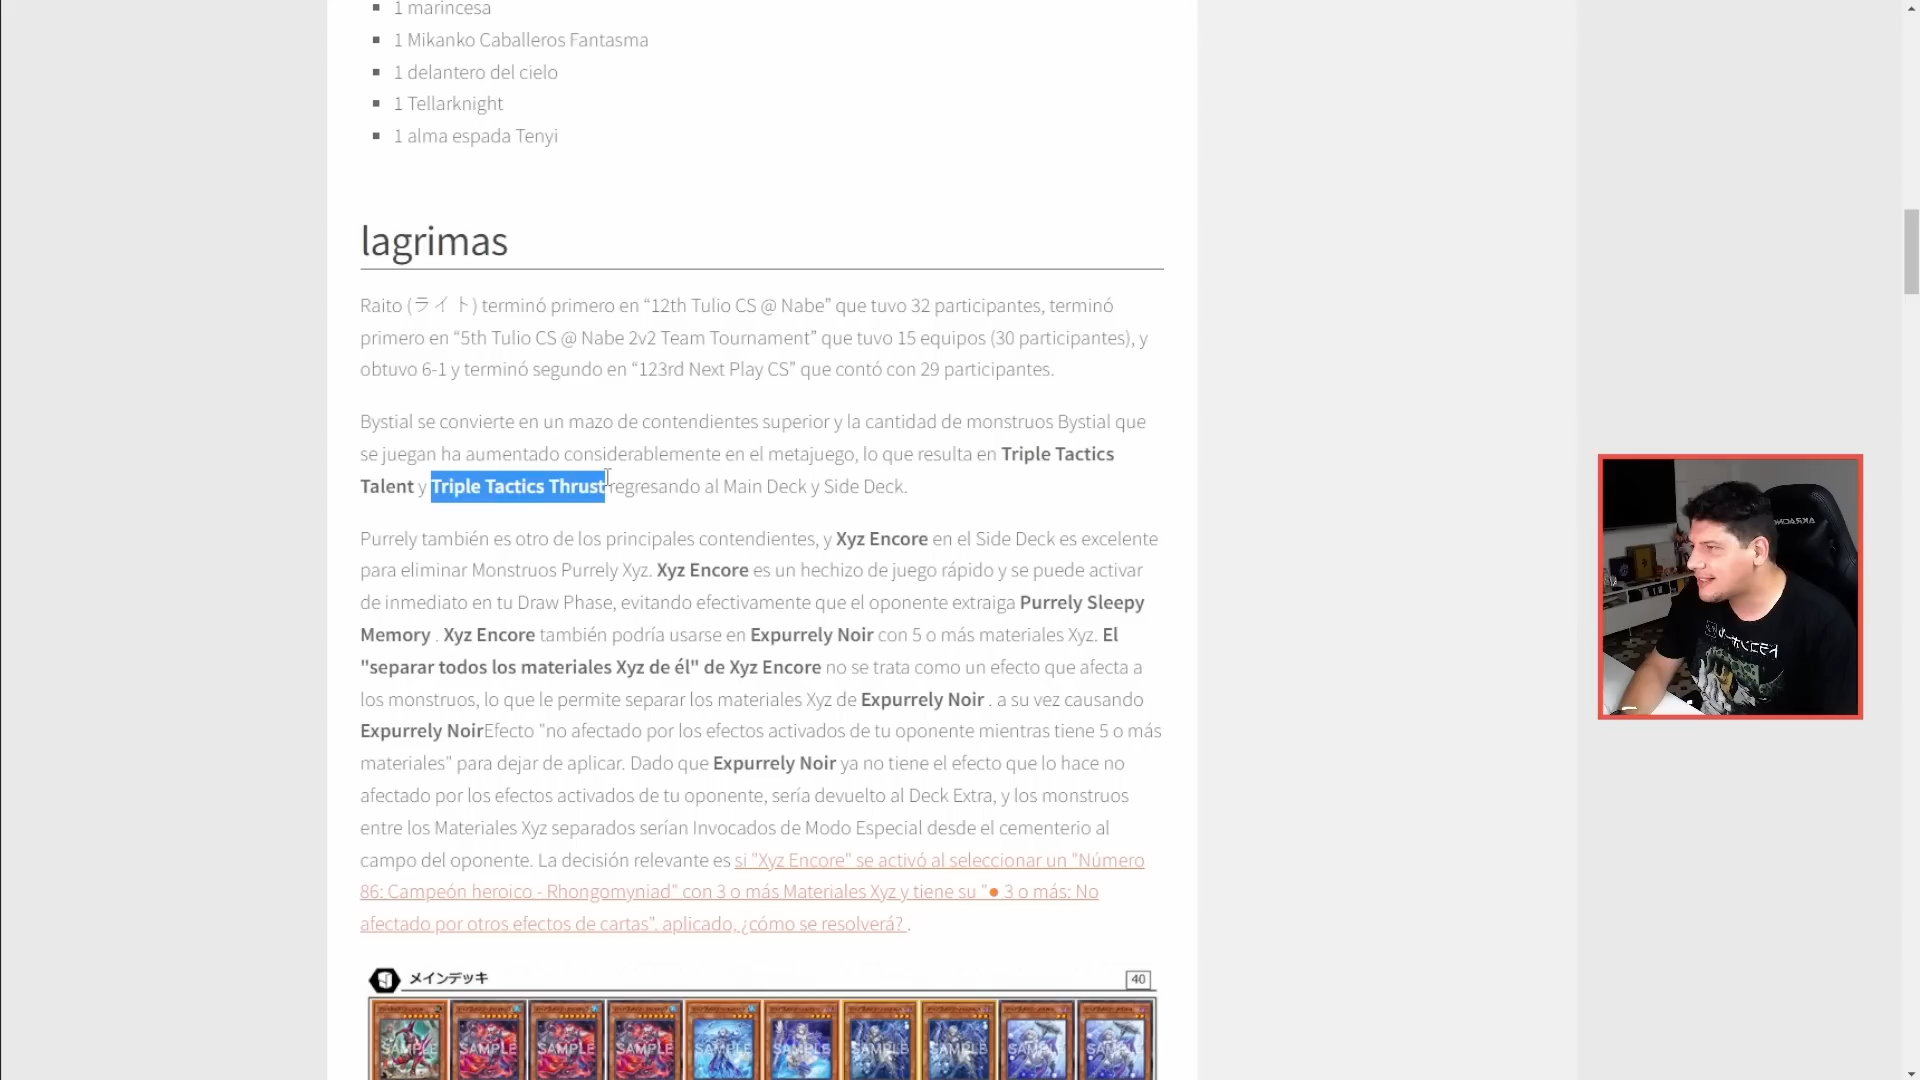 1 marincesa
1 Mikanko Caballeros Fantasma
1 delantero del cielo
1 Tellarknight
1 alma espada Tenyi
lagrimas
Raito (ライト) terminó primero en “12th Tulio CS @ Nabe” que tuvo 32 participantes, terminó
primero en “5th Tulio CS @ Nabe 2v2 Team Tournament” que tuvo 15 equipos (30 participantes), y
obtuvo 6-1 y terminó segundo en “123rd Next Play CS” que contó con 29 participantes.
Bystial se convierte en un mazo de contendientes superior y la cantidad de monstruos Bystial que
se juegan ha aumentado considerablemente en el metajuego, lo que resulta en Triple Tactics
Talent y Triple Tactics Thrust regresando al Main Deck y Side Deck.
Purrely también es otro de los principales contendientes, y Xyz Encore en el Side Deck es excelente
para eliminar Monstruos Purrely Xyz. Xyz Encore es un hechizo de juego rápido y se puede activar
de inmediato en tu Draw Phase, evitando efectivamente que el oponente extraiga Purrely Sleepy
Memory . Xyz Encore también podría usarse en Expurrely Noir con 5 o más materiales Xyz. El
"separar todos los materiales Xyz de él" de Xyz Encore no se trata como un efecto que afecta a
los monstruos, lo que le permite separar los materiales Xyz de Expurrely Noir . a su vez causando
Expurrely NoirEfecto "no afectado por los efectos activados de tu oponente mientras tiene 5 o más
materiales" para dejar de aplicar. Dado que Expurrely Noir ya no tiene el efecto que lo hace no
afectado por los efectos activados de tu oponente, sería devuelto al Deck Extra, y los monstruos
entre los Materiales Xyz separados serían Invocados de Modo Especial desde el cementerio al
campo del oponente. La decisión relevante es si "Xyz Encore" se activó al seleccionar un "Número
86: Campeón heroico - Rhongomyniad" con 3 o más Materiales Xyz y tiene su "● 3 o más: No
afectado por otros efectos de cartas". aplicado, ¿cómo se resolverá? .
メインデッキ 40
SAMPLE SAMPLE SAMPLE SAMPLE SAMPLE SAMPLE SAMPLE SAMPLE SAMPLE SAMPLE